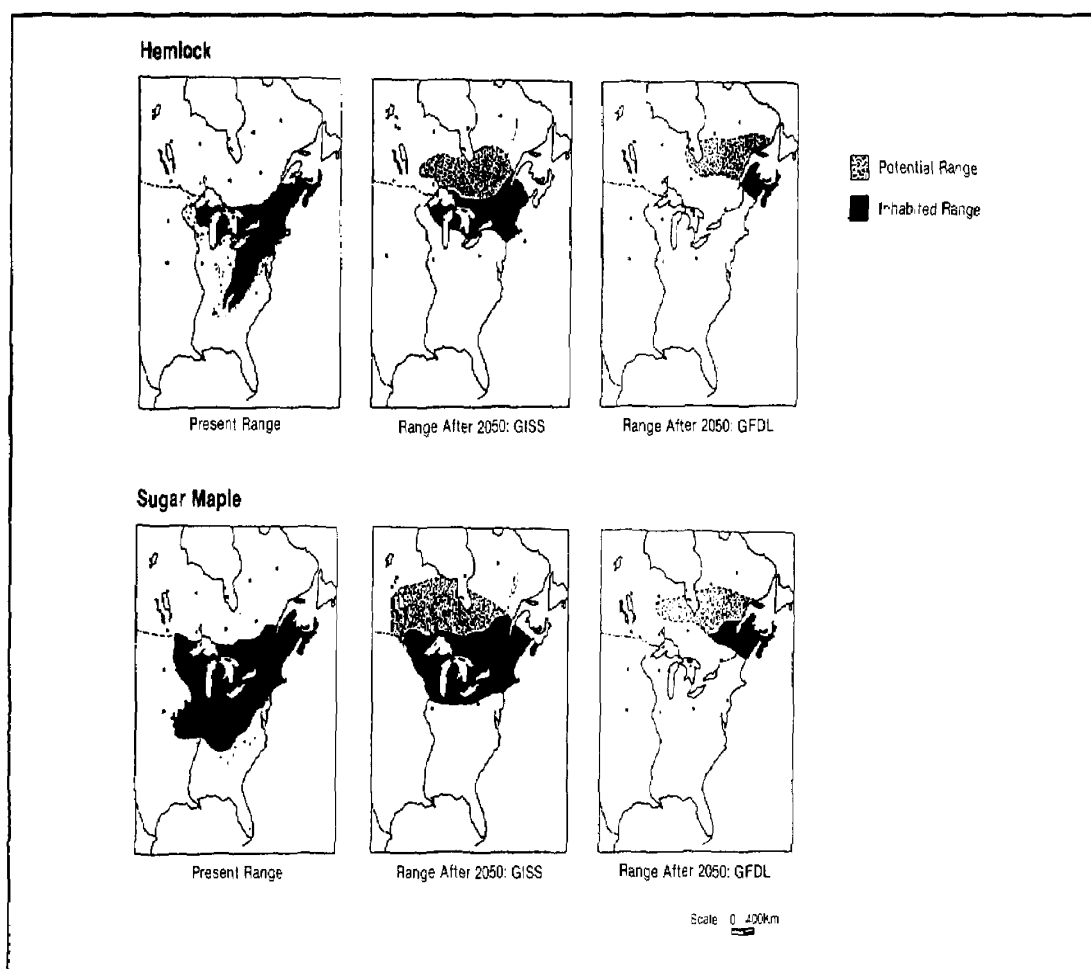 Hemlock
Potential Range
Inhabited Range
Present Range
Range After 2050: GISS
Range After 2050: GFDL
Sugar Maple
Present Range
Range After 2050: GISS
Range After 2050: GFDL
Scale 0 400Km